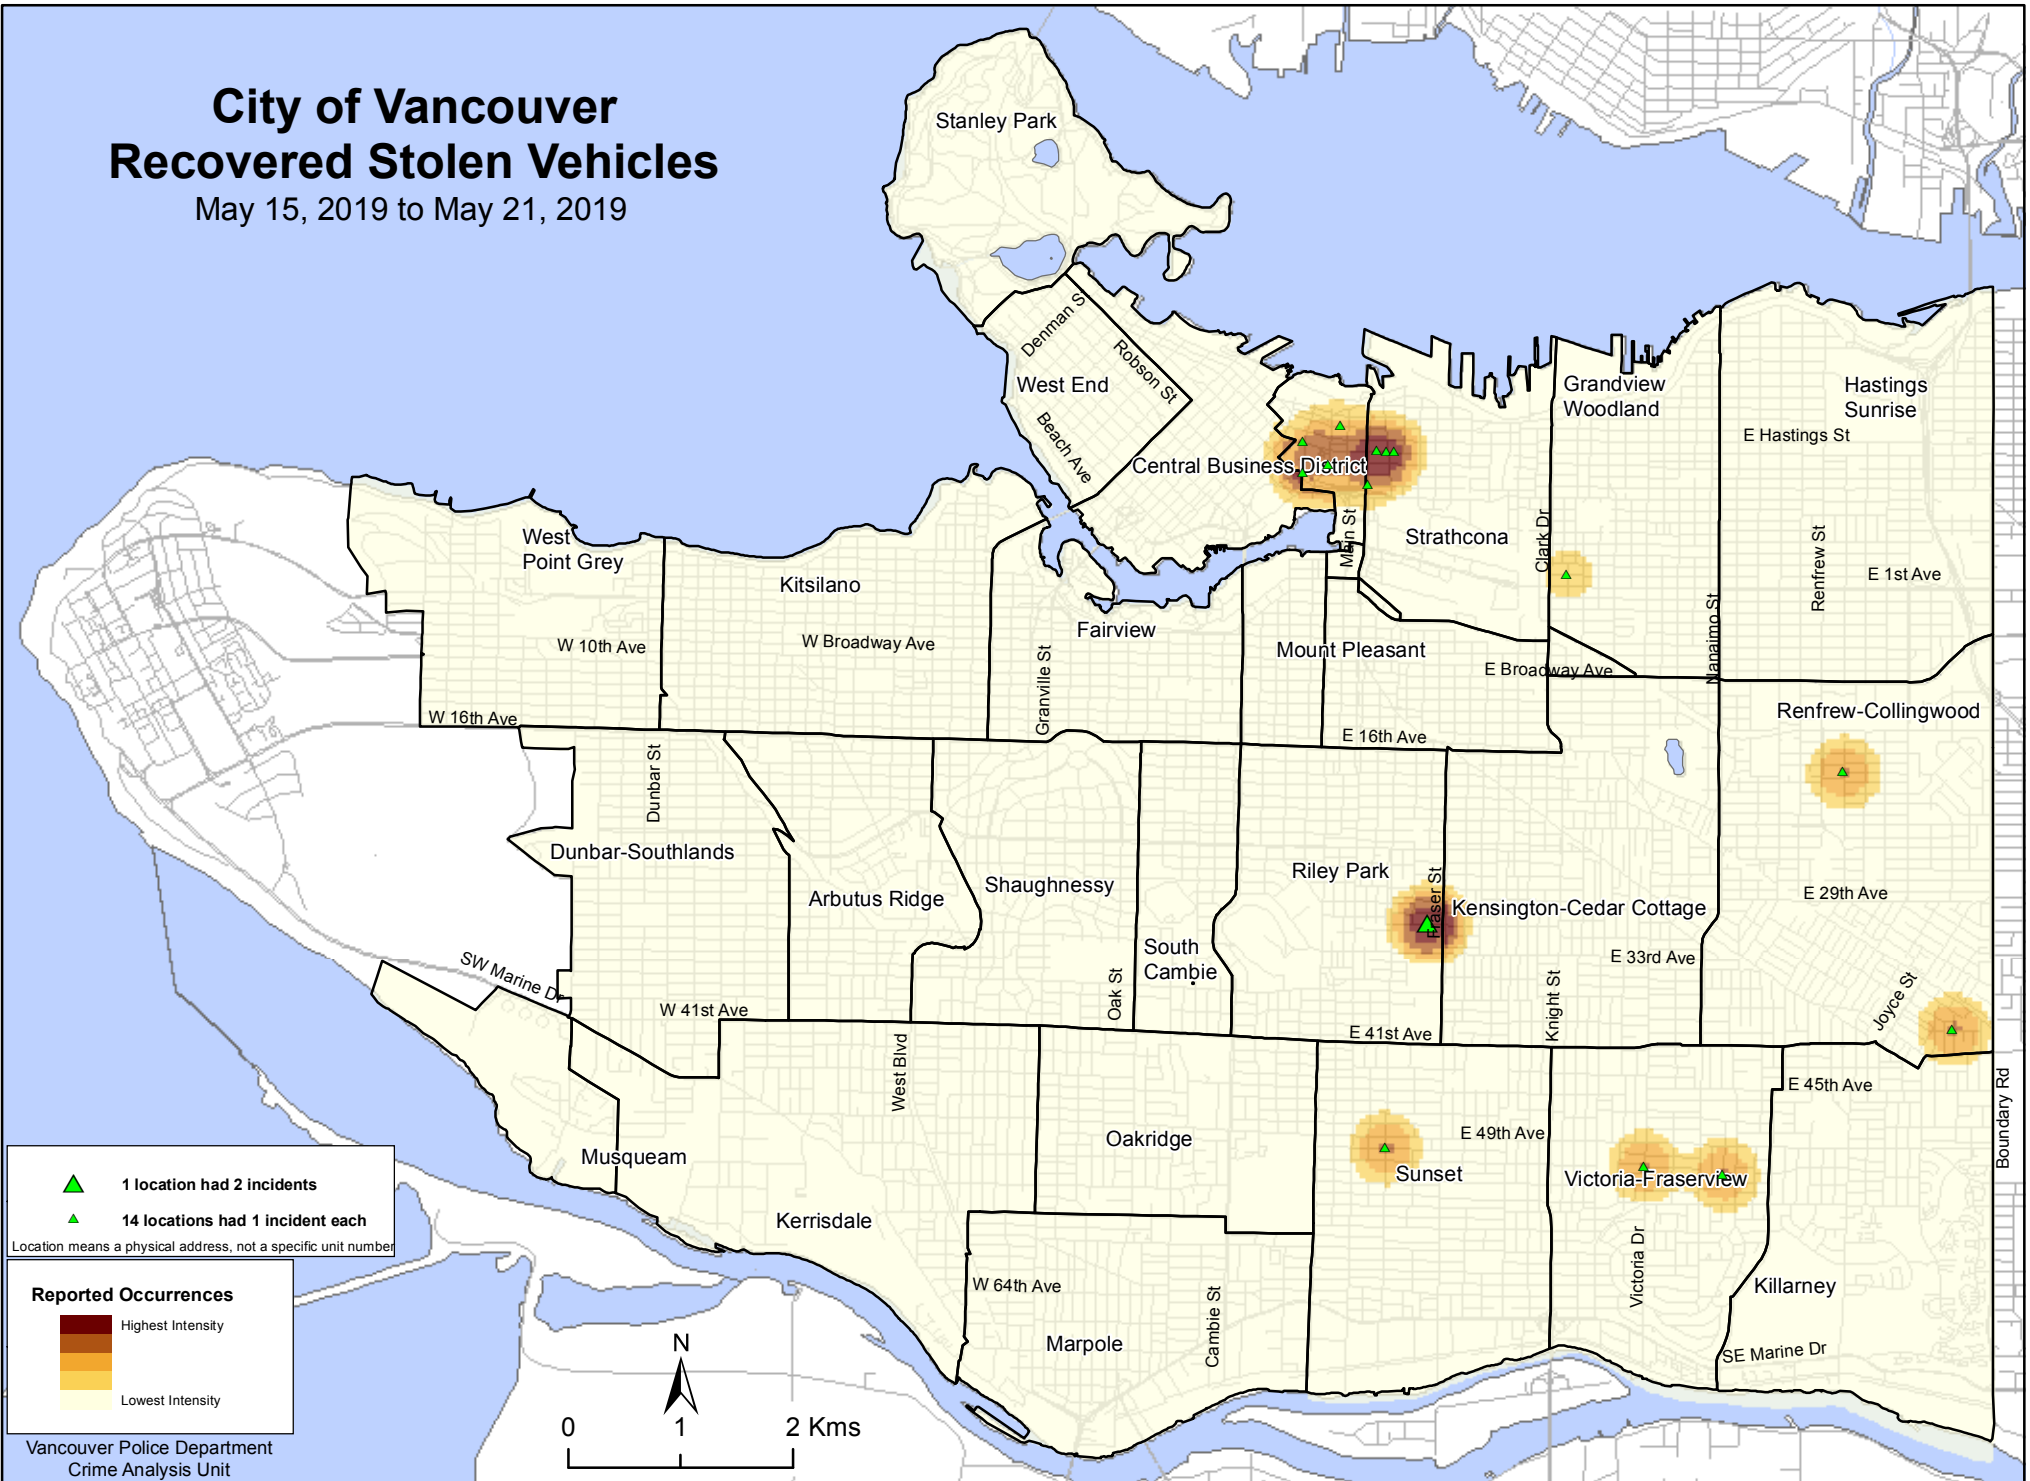 City of Vancouver
Recovered Stolen Vehicles
May 15, 2019 to May 21, 2019
Stanley Park
Denman S
Robson St
West End
Beach Ave
Central Business District
Main St
Strathcona
Clark Dr
Grandview
Woodland
Hastings
Sunrise
E Hastings St
Renfrew St
E 1st Ave
Nanaimo St
West
Point Grey
Kitsilano
W 10th Ave
W Broadway Ave
Fairview
Granville St
Mount Pleasant
E Broadway Ave
W 16th Ave
E 16th Ave
Renfrew-Collingwood
Dunbar St
Dunbar-Southlands
Arbutus Ridge
Shaughnessy
South
Cambie
Oak St
Riley Park
Fraser St
Kensington-Cedar Cottage
E 29th Ave
E 33rd Ave
Knight St
Joyce St
SW Marine Dr
W 41st Ave
E 41st Ave
West Blvd
E 45th Ave
Boundary Rd
Musqueam
Oakridge
E 49th Ave
Sunset
Victoria-Fraserview
Kerrisdale
Victoria Dr
W 64th Ave
Cambie St
Killarney
Marpole
SE Marine Dr
1 location had 2 incidents
14 locations had 1 incident each
Location means a physical address, not a specific unit number
Reported Occurrences
Highest Intensity
Lowest Intensity
Vancouver Police Department
Crime Analysis Unit
N
0 1 2 Kms